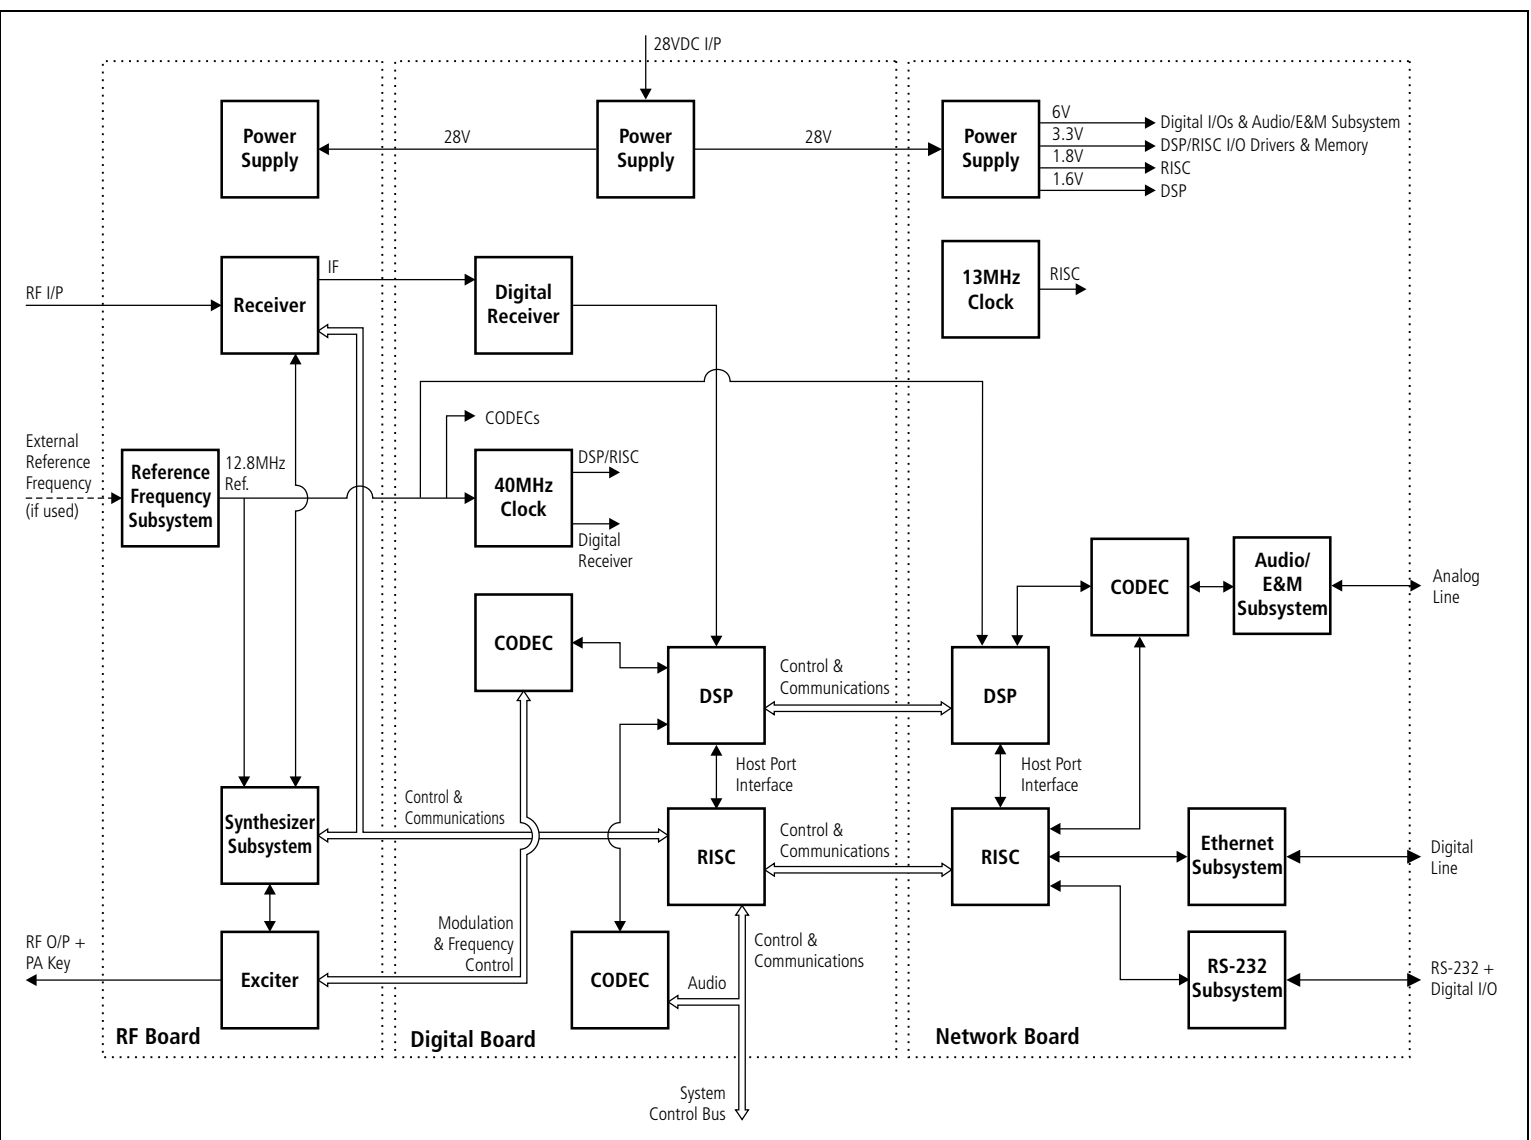 28VDC I/P
Power
Supply
28V
Power
Supply
28V
Power
Supply
6V
3.3V
1.8V
1.6V
Digital I/Os & Audio/E&M Subsystem
DSP/RISC I/O Drivers & Memory
RISC
DSP
RF I/P
Receiver
IF
Digital
Receiver
13MHz
Clock
RISC
External
Reference
Frequency
(if used)
Reference
Frequency
Subsystem
12.8MHz
Ref.
CODECs
40MHz
Clock
DSP/RISC
Digital
Receiver
CODEC
DSP
Control &
Communications
DSP
CODEC
Audio/
E&M
Subsystem
Analog
Line
Host Port
Interface
Host Port
Interface
Synthesizer
Subsystem
Control &
Communications
RISC
Control &
Communications
RISC
Ethernet
Subsystem
Digital
Line
RF O/P +
PA Key
Exciter
Modulation
& Frequency
Control
CODEC
Audio
Control &
Communications
RS-232
Subsystem
RS-232 +
Digital I/O
RF Board
Digital Board
Network Board
System
Control Bus